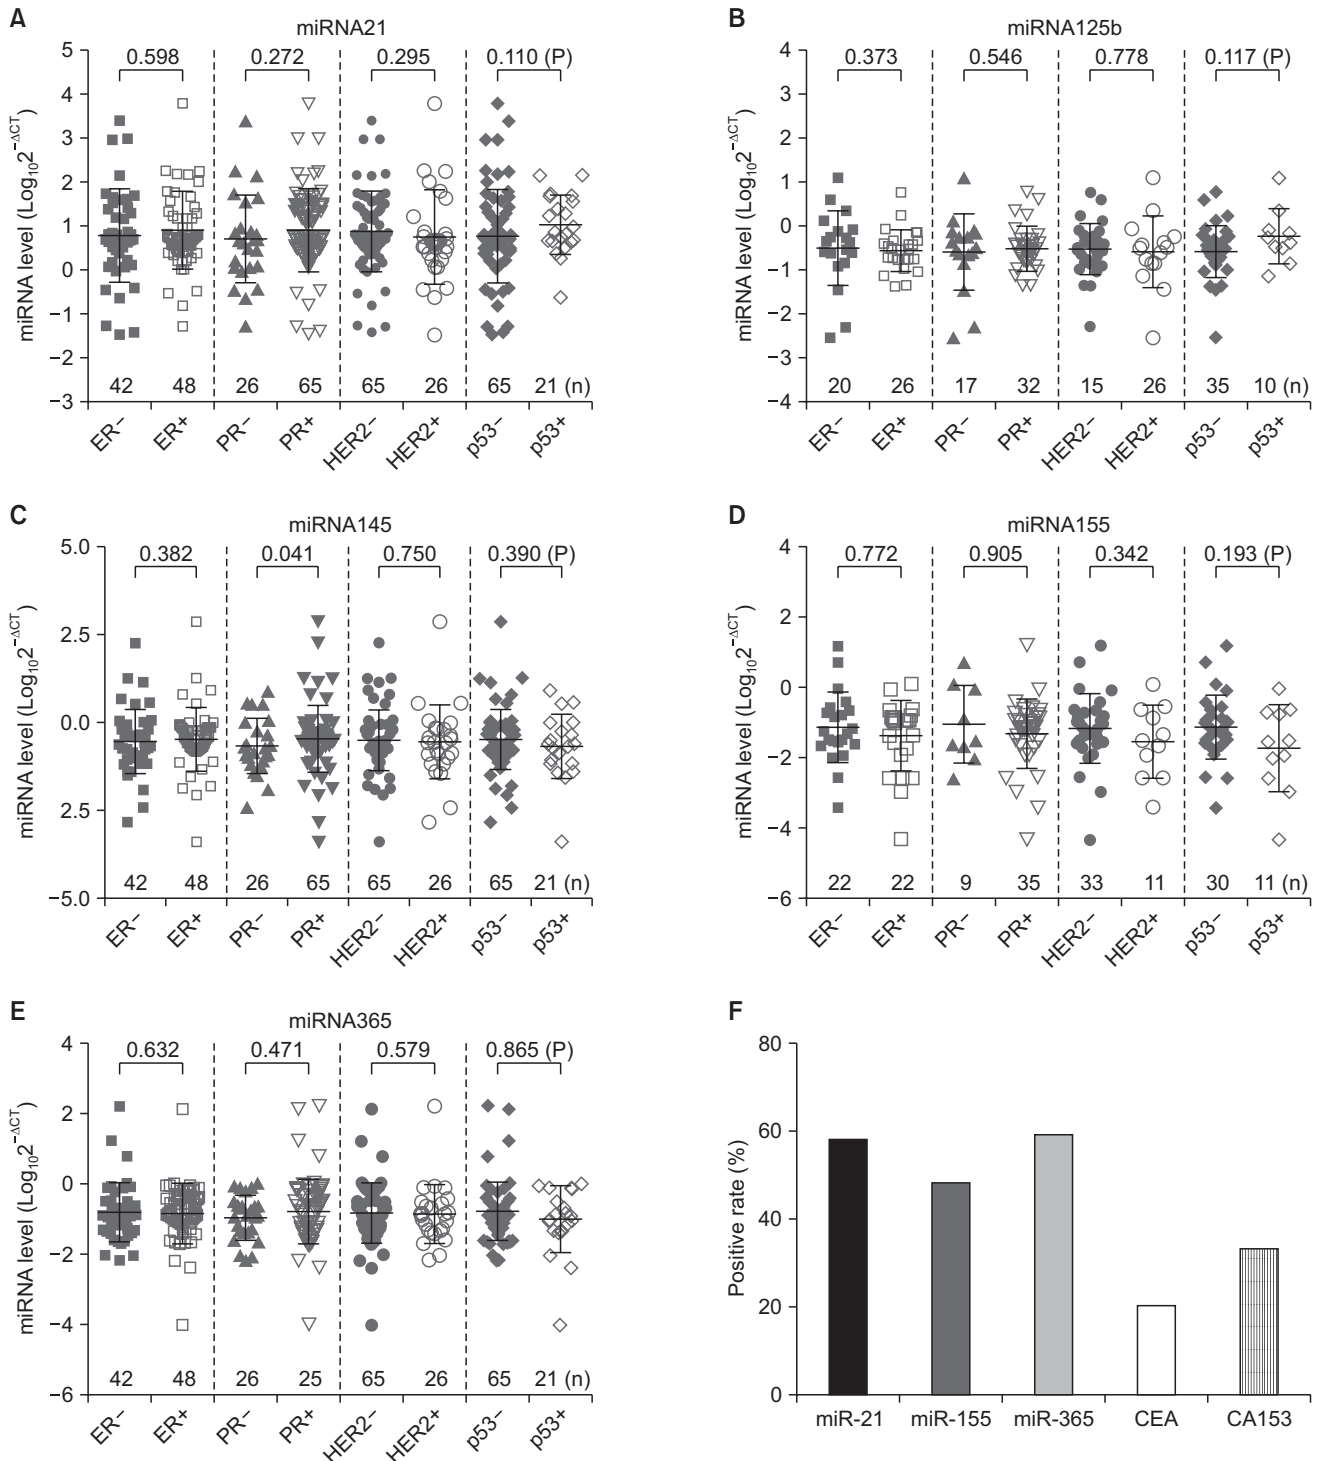 A
miRNA21
miRNA level (Log10 2^−ΔCT)
5
4
3
2
1
0
−1
−2
−3
0.598
0.272
0.295
0.110 (P)
42
48
26
65
65
26
65
21 (n)
ER−
ER+
PR−
PR+
HER2−
HER2+
p53−
p53+
B
miRNA125b
miRNA level (Log10 2^−ΔCT)
4
3
2
1
−0
−1
−2
−3
−4
0.373
0.546
0.778
0.117 (P)
20
26
17
32
15
26
35
10 (n)
ER−
ER+
PR−
PR+
HER2−
HER2+
p53−
p53+
C
miRNA145
miRNA level (Log10 2^−ΔCT)
5.0
2.5
0.0
2.5
−5.0
0.382
0.041
0.750
0.390 (P)
42
48
26
65
65
26
65
21 (n)
ER−
ER+
PR−
PR+
HER2−
HER2+
p53−
p53+
D
miRNA155
miRNA level (Log10 2^−ΔCT)
4
2
0
−2
−4
−6
0.772
0.905
0.342
0.193 (P)
22
22
9
35
33
11
30
11 (n)
ER−
ER+
PR−
PR+
HER2−
HER2+
p53−
p53+
E
miRNA365
miRNA level (Log10 2^−ΔCT)
4
2
0
−2
−4
−6
0.632
0.471
0.579
0.865 (P)
42
48
26
25
65
26
65
21 (n)
ER−
ER+
PR−
PR+
HER2−
HER2+
p53−
p53+
F
Positive rate (%)
80
60
40
20
0
miR-21
miR-155
miR-365
CEA
CA153